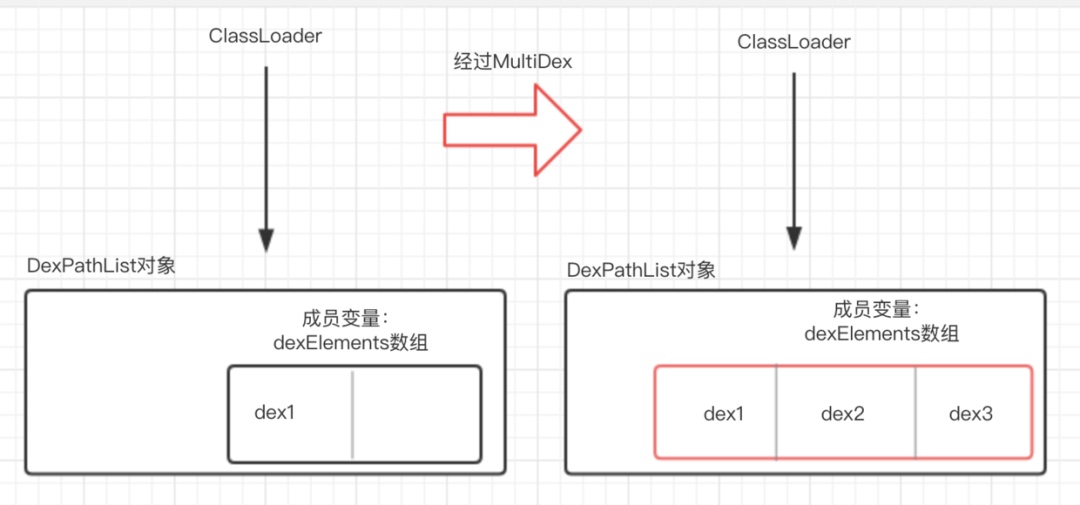 ClassLoader
经过MultiDex
ClassLoader
DexPathList对象
成员变量：
dexElements数组
dex1
DexPathList对象
成员变量：
dexElements数组
dex1
dex2
dex3